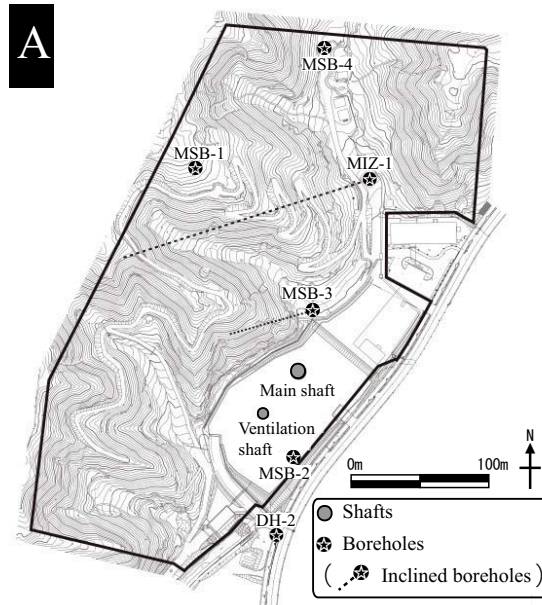 A
MSB-4
MSB-1
MIZ-1
MSB-3
Main shaft
Ventilation
shaft
MSB-2
DH-2
N
0m 100m
Shafts
Boreholes
( Inclined boreholes )